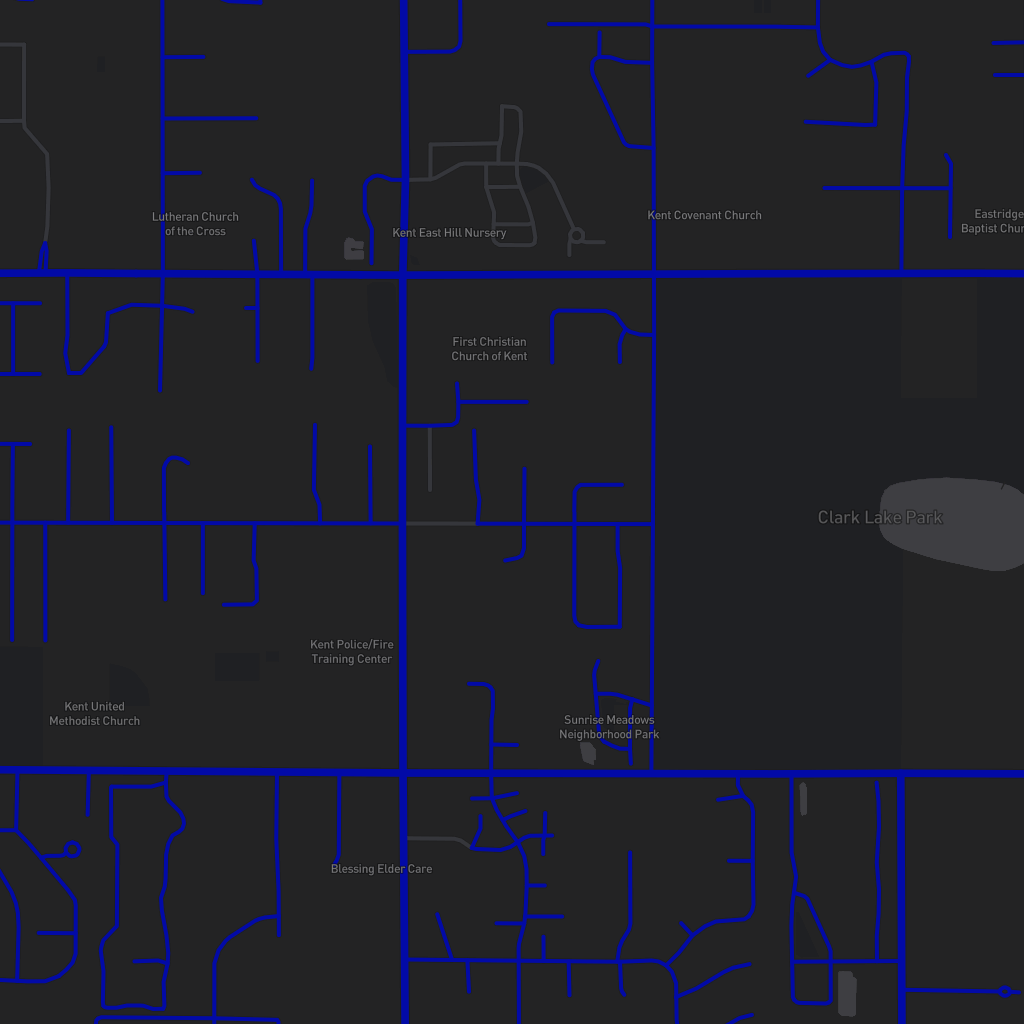 Lutheran Church
of the Cross
Kent East Hill Nursery
Kent Covenant Church
Eastridge
Baptist Church
First Christian
Church of Kent
Clark Lake Park
Kent Police/Fire
Training Center
Kent United
Methodist Church
Sunrise Meadows
Neighborhood Park
Blessing Elder Care